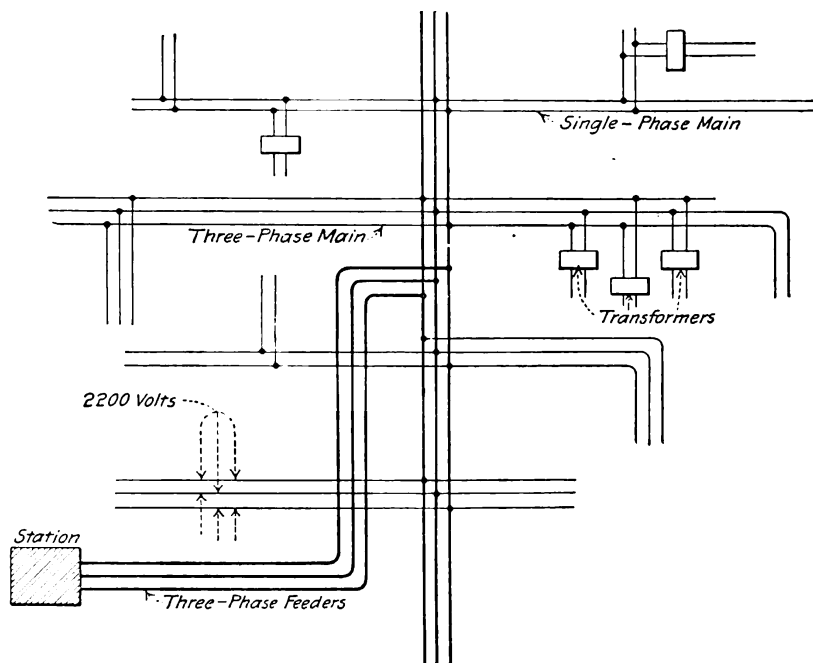 Single-Phase Main
Three-Phase Main
Transformers
2200 Volts
Station
Three-Phase Feeders